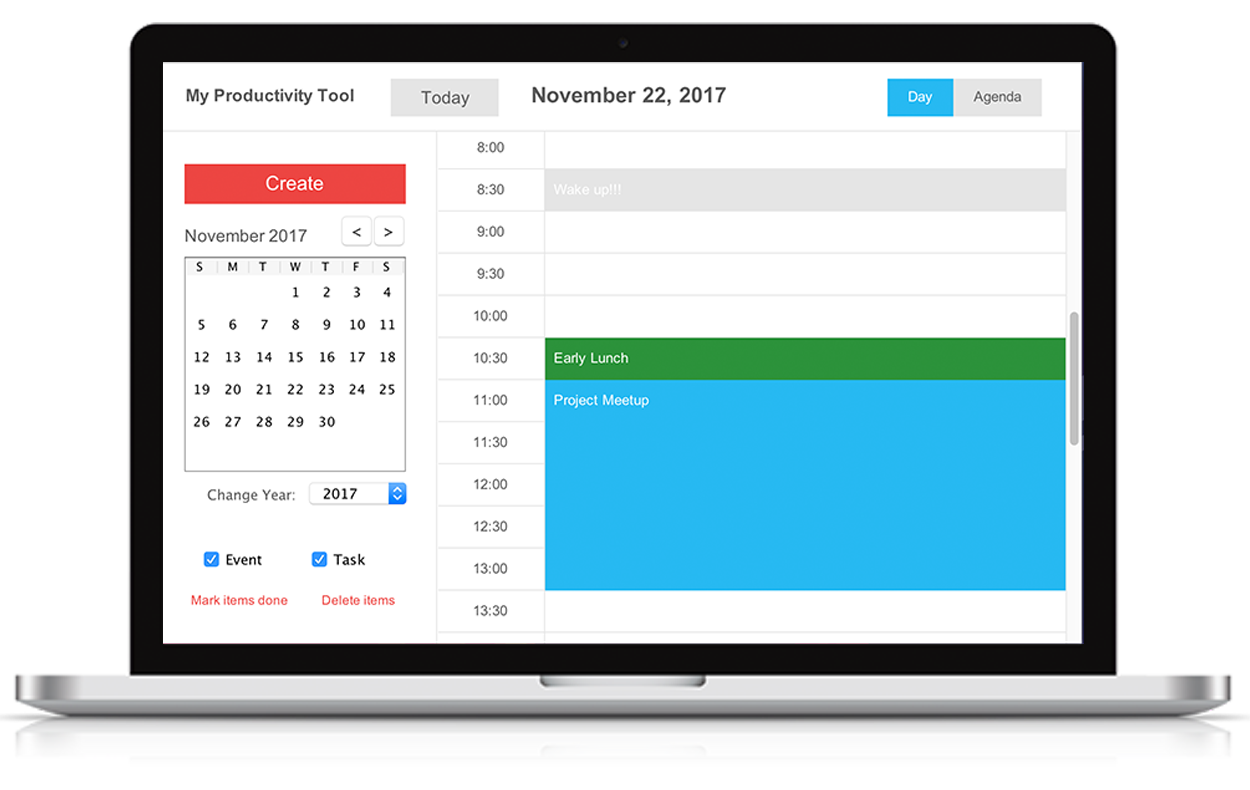 My Productivity Tool
Today
November 22, 2017
Day
Agenda
Create
November 2017
< >
S M T W T F S
1 2 3 4
5 6 7 8 9 10 11
12 13 14 15 16 17 18
19 20 21 22 23 24 25
26 27 28 29 30
Change Year: 2017
Event
Task
Mark items done
Delete items
8:00
8:30 Wake up!!!
9:00
9:30
10:00
10:30 Early Lunch
11:00 Project Meetup
11:30
12:00
12:30
13:00
13:30